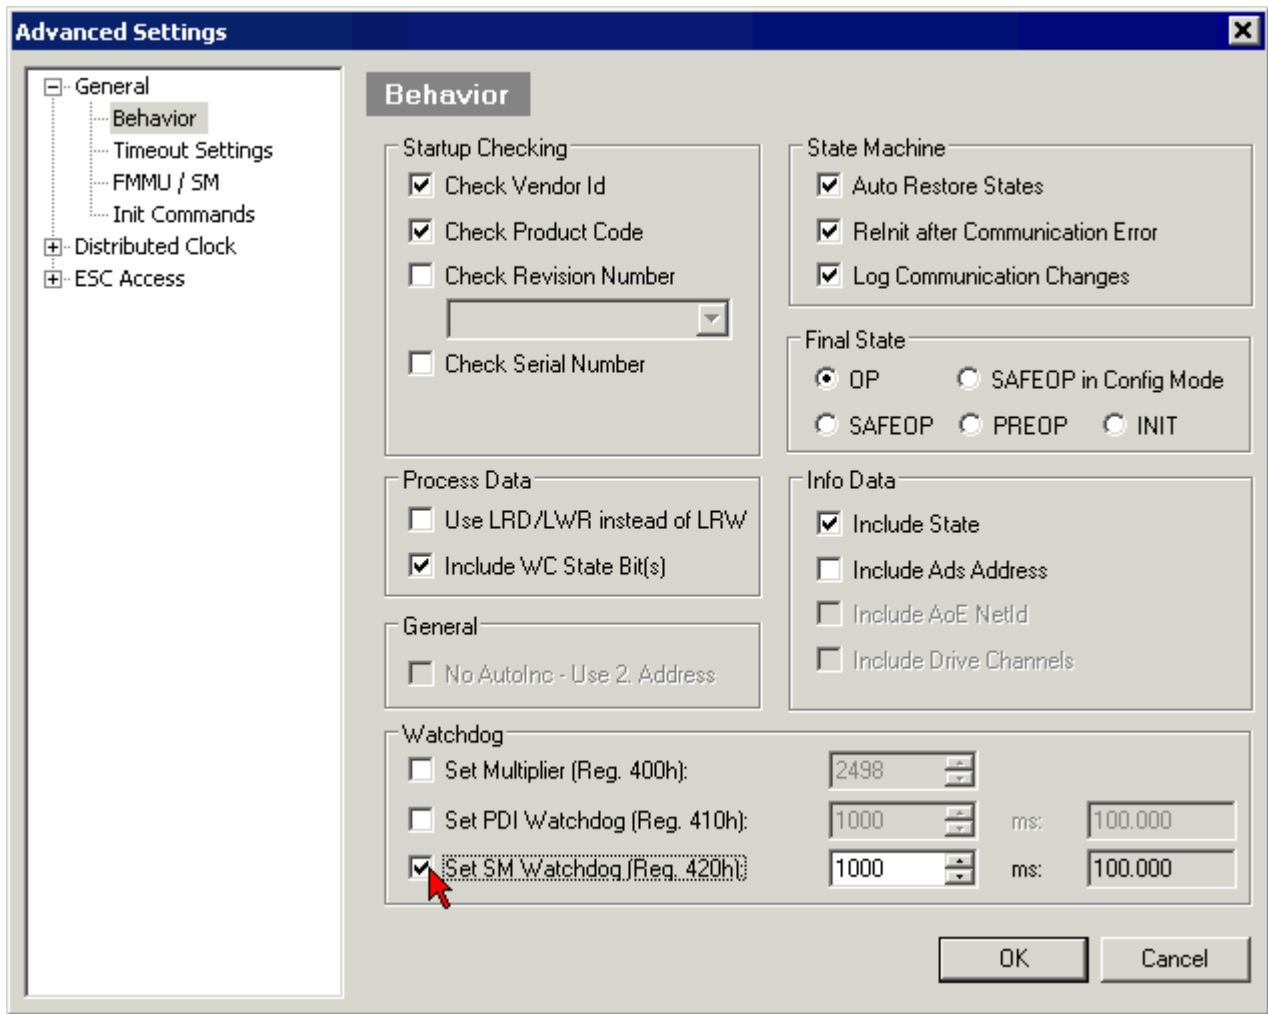 Advanced Settings
General
Behavior
Timeout Settings
FMMU / SM
Init Commands
Distributed Clock
ESC Access
Behavior
Startup Checking
Check Vendor Id
Check Product Code
Check Revision Number
Check Serial Number
State Machine
Auto Restore States
ReInit after Communication Error
Log Communication Changes
Final State
OP SAFEOP in Config Mode
SAFEOP PREOP INIT
Process Data
Use LRD/LWR instead of LRW
Include WC State Bit(s)
Info Data
Include State
Include Ads Address
Include AoE NetId
Include Drive Channels
General
No AutoInc - Use 2. Address
Watchdog
Set Multiplier (Reg. 400h): 2498
Set PDI Watchdog (Reg. 410h): 1000 ms: 100.000
Set SM Watchdog (Reg. 420h): 1000 ms: 100.000
OK Cancel